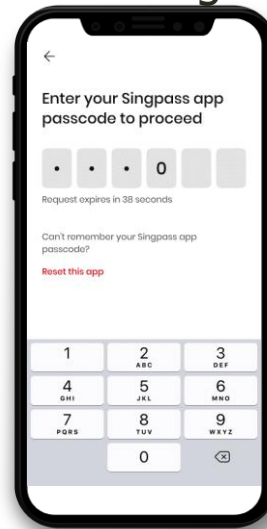 Enter your Singpass app
passcode to proceed
• • • 0
Request expires in 38 seconds
Can't remember your Singpass app
passcode?
Reset this app
1 2 3
ABC DEF
4 5 6
GHI JKL MNO
7 8 9
PQRS TUV WXYZ
0